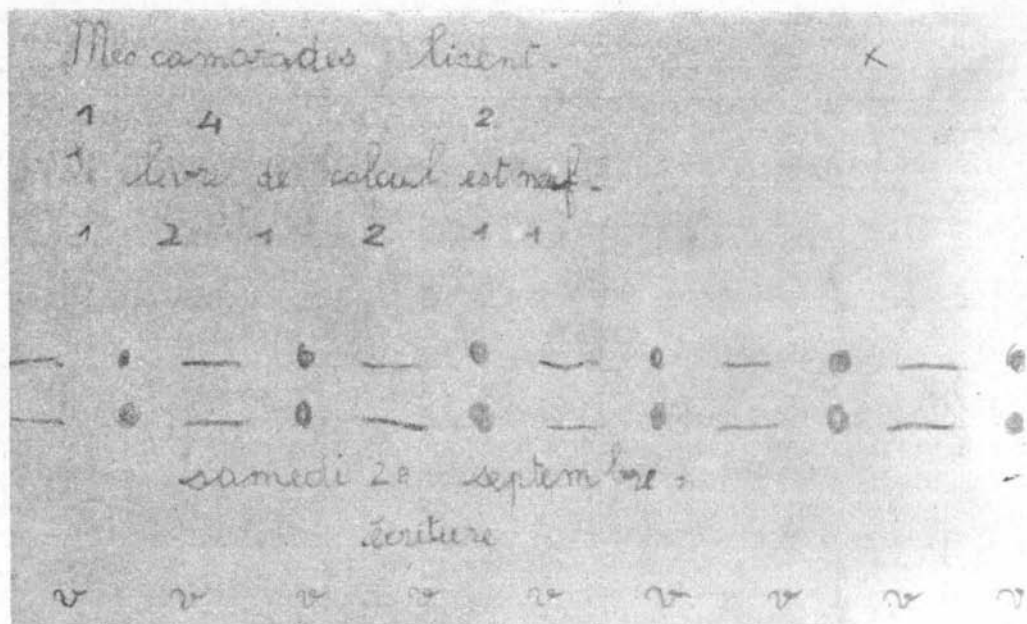 Mes camarades lisent.
1 4 2
livre de calcul est neuf.
1 2 1 2 1 1
samedi 20 septembre.
écriture
v v v v v v v v v